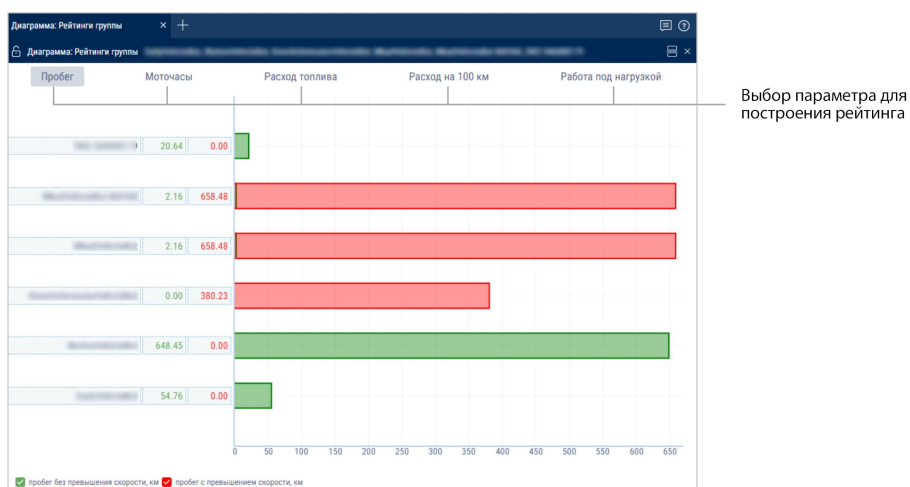 Диаграмма: Рейтинги группы × +
Диаграмма: Рейтинги группы
Пробег Моточасы Расход топлива Расход на 100 км Работа под нагрузкой
Выбор параметра для
построения рейтинга
20.64 0.00
2.16 658.48
2.16 658.48
0.00 380.23
648.45 0.00
54.76 0.00
0 50 100 150 200 250 300 350 400 450 500 550 600 650
пробег без превышения скорости, км пробег с превышением скорости, км